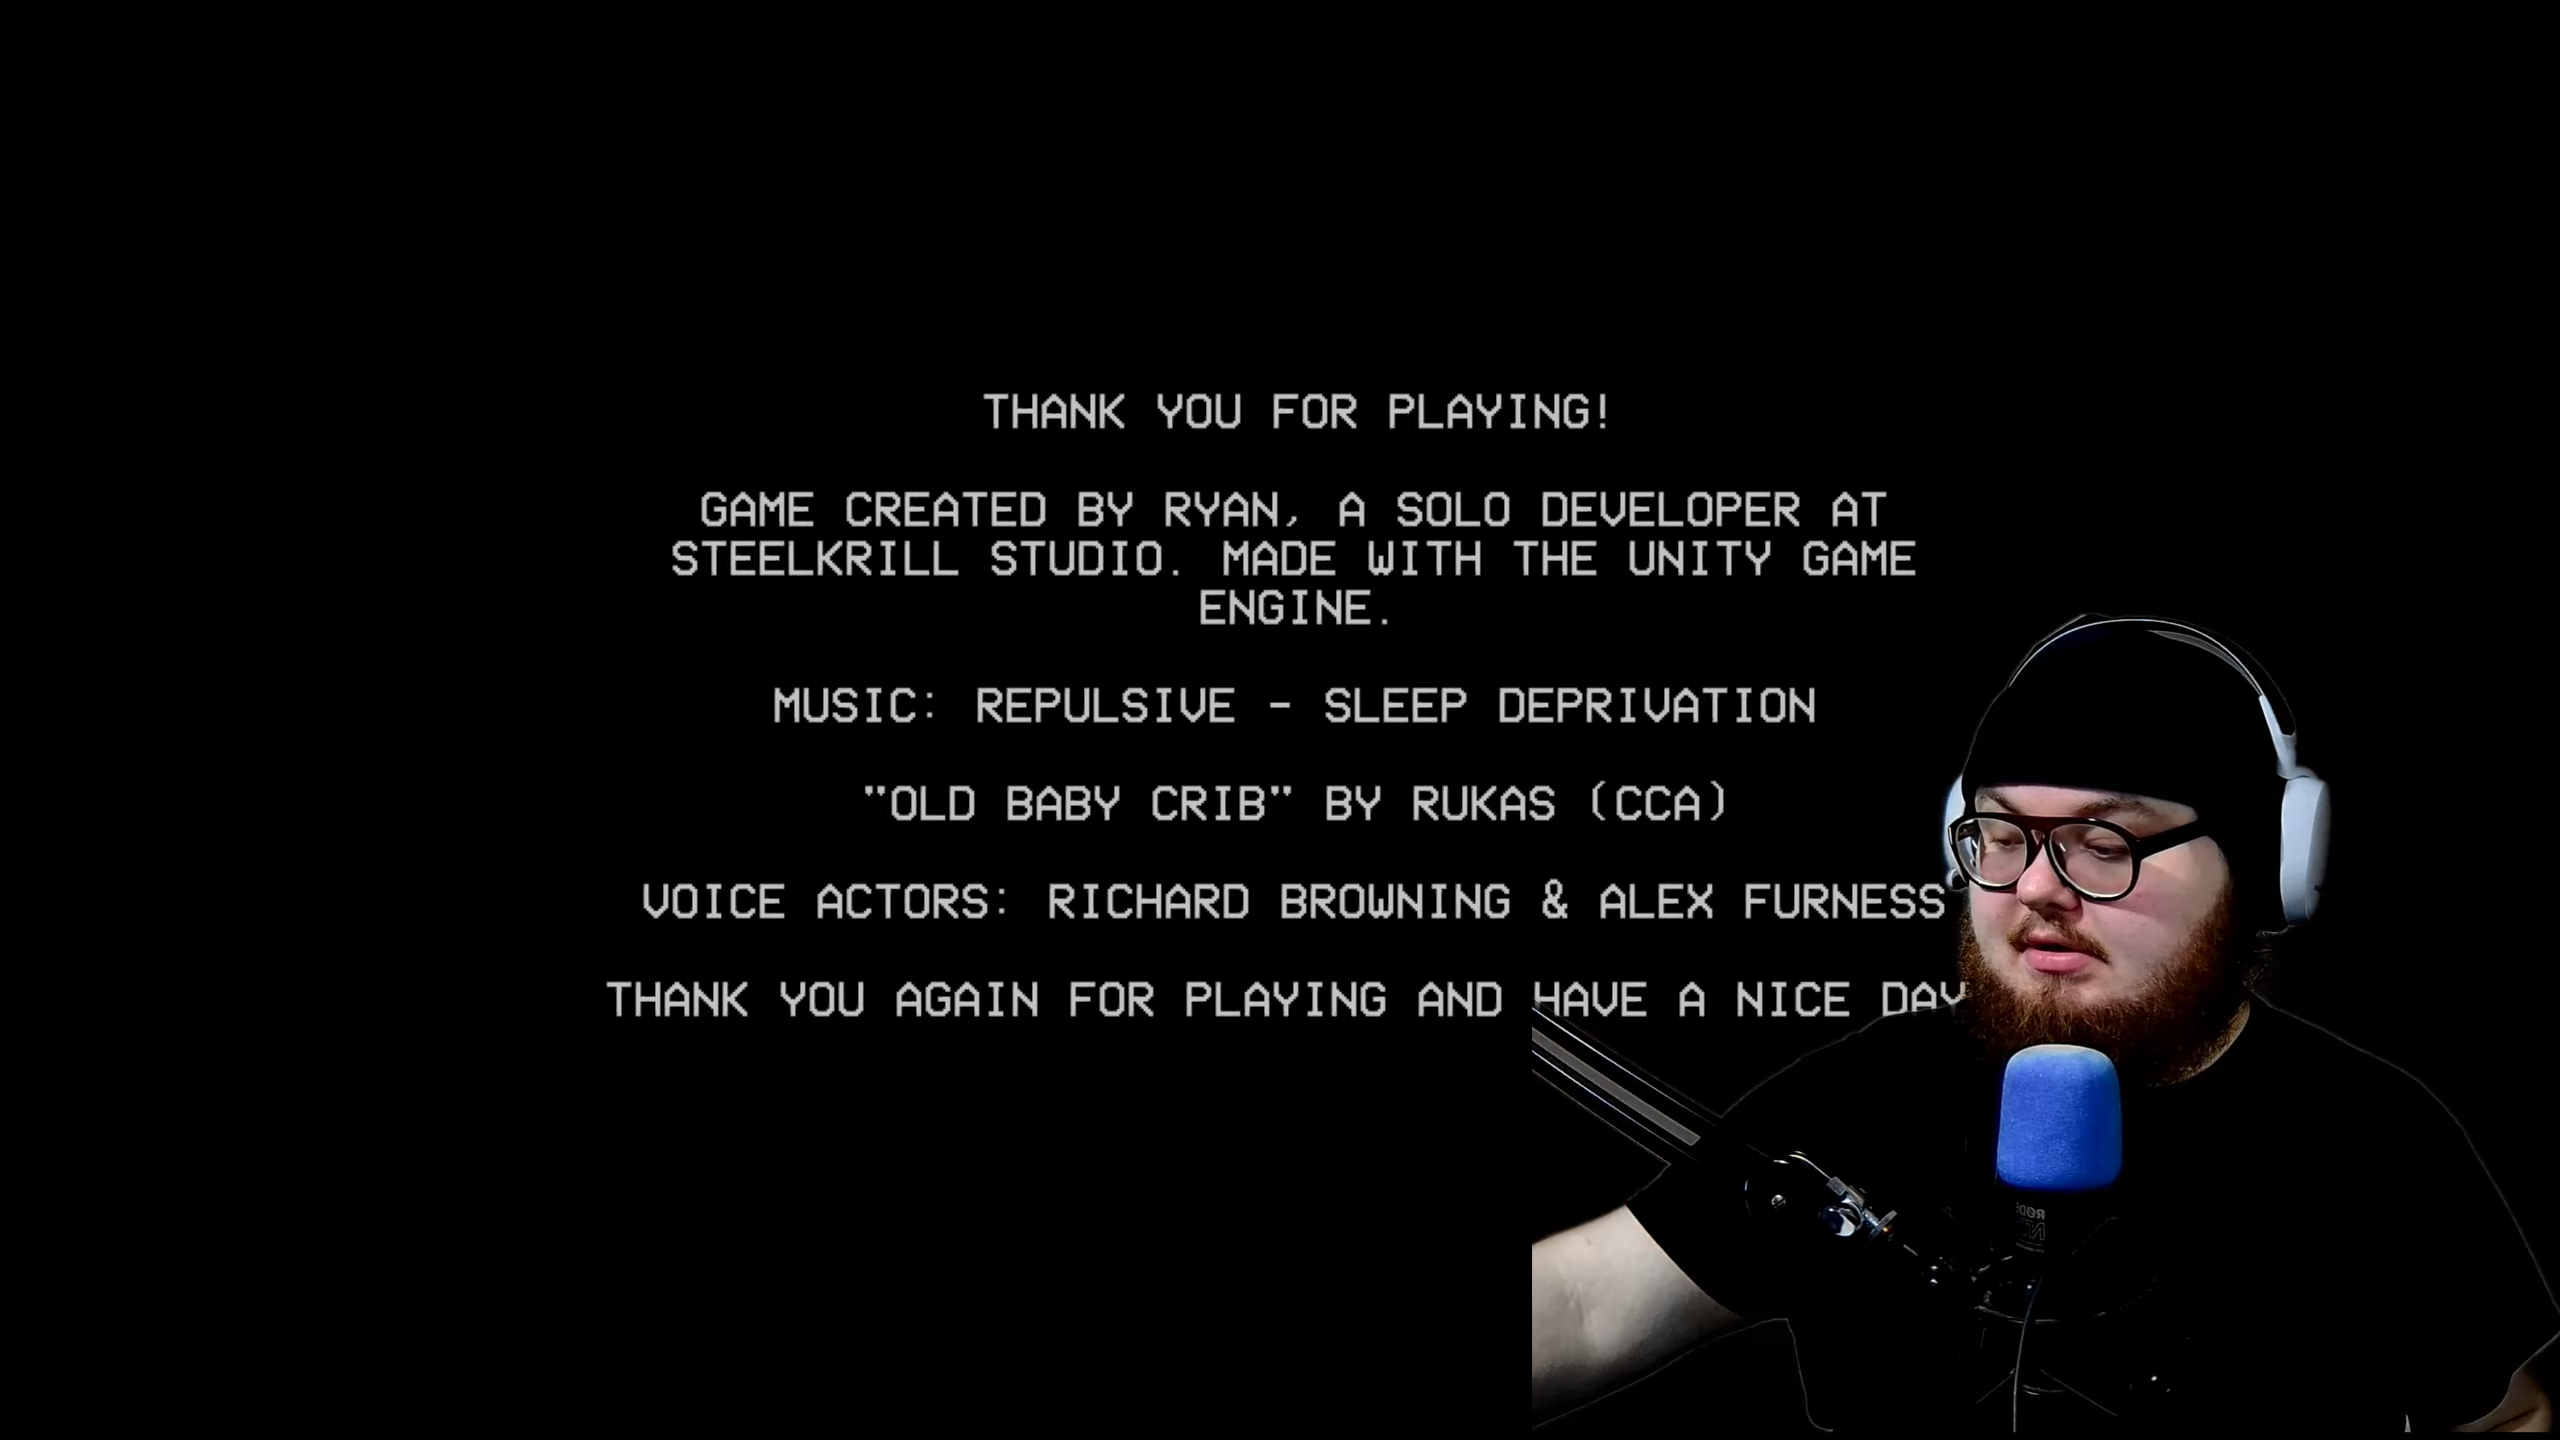 THANK YOU FOR PLAYING!
GAME CREATED BY RYAN, A SOLO DEVELOPER AT
STEELKRILL STUDIO. MADE WITH THE UNITY GAME
ENGINE.
MUSIC: REPULSIVE - SLEEP DEPRIVATION
"OLD BABY CRIB" BY RUKAS (CCA)
VOICE ACTORS: RICHARD BROWNING & ALEX FURNESS
THANK YOU AGAIN FOR PLAYING AND HAVE A NICE DAY